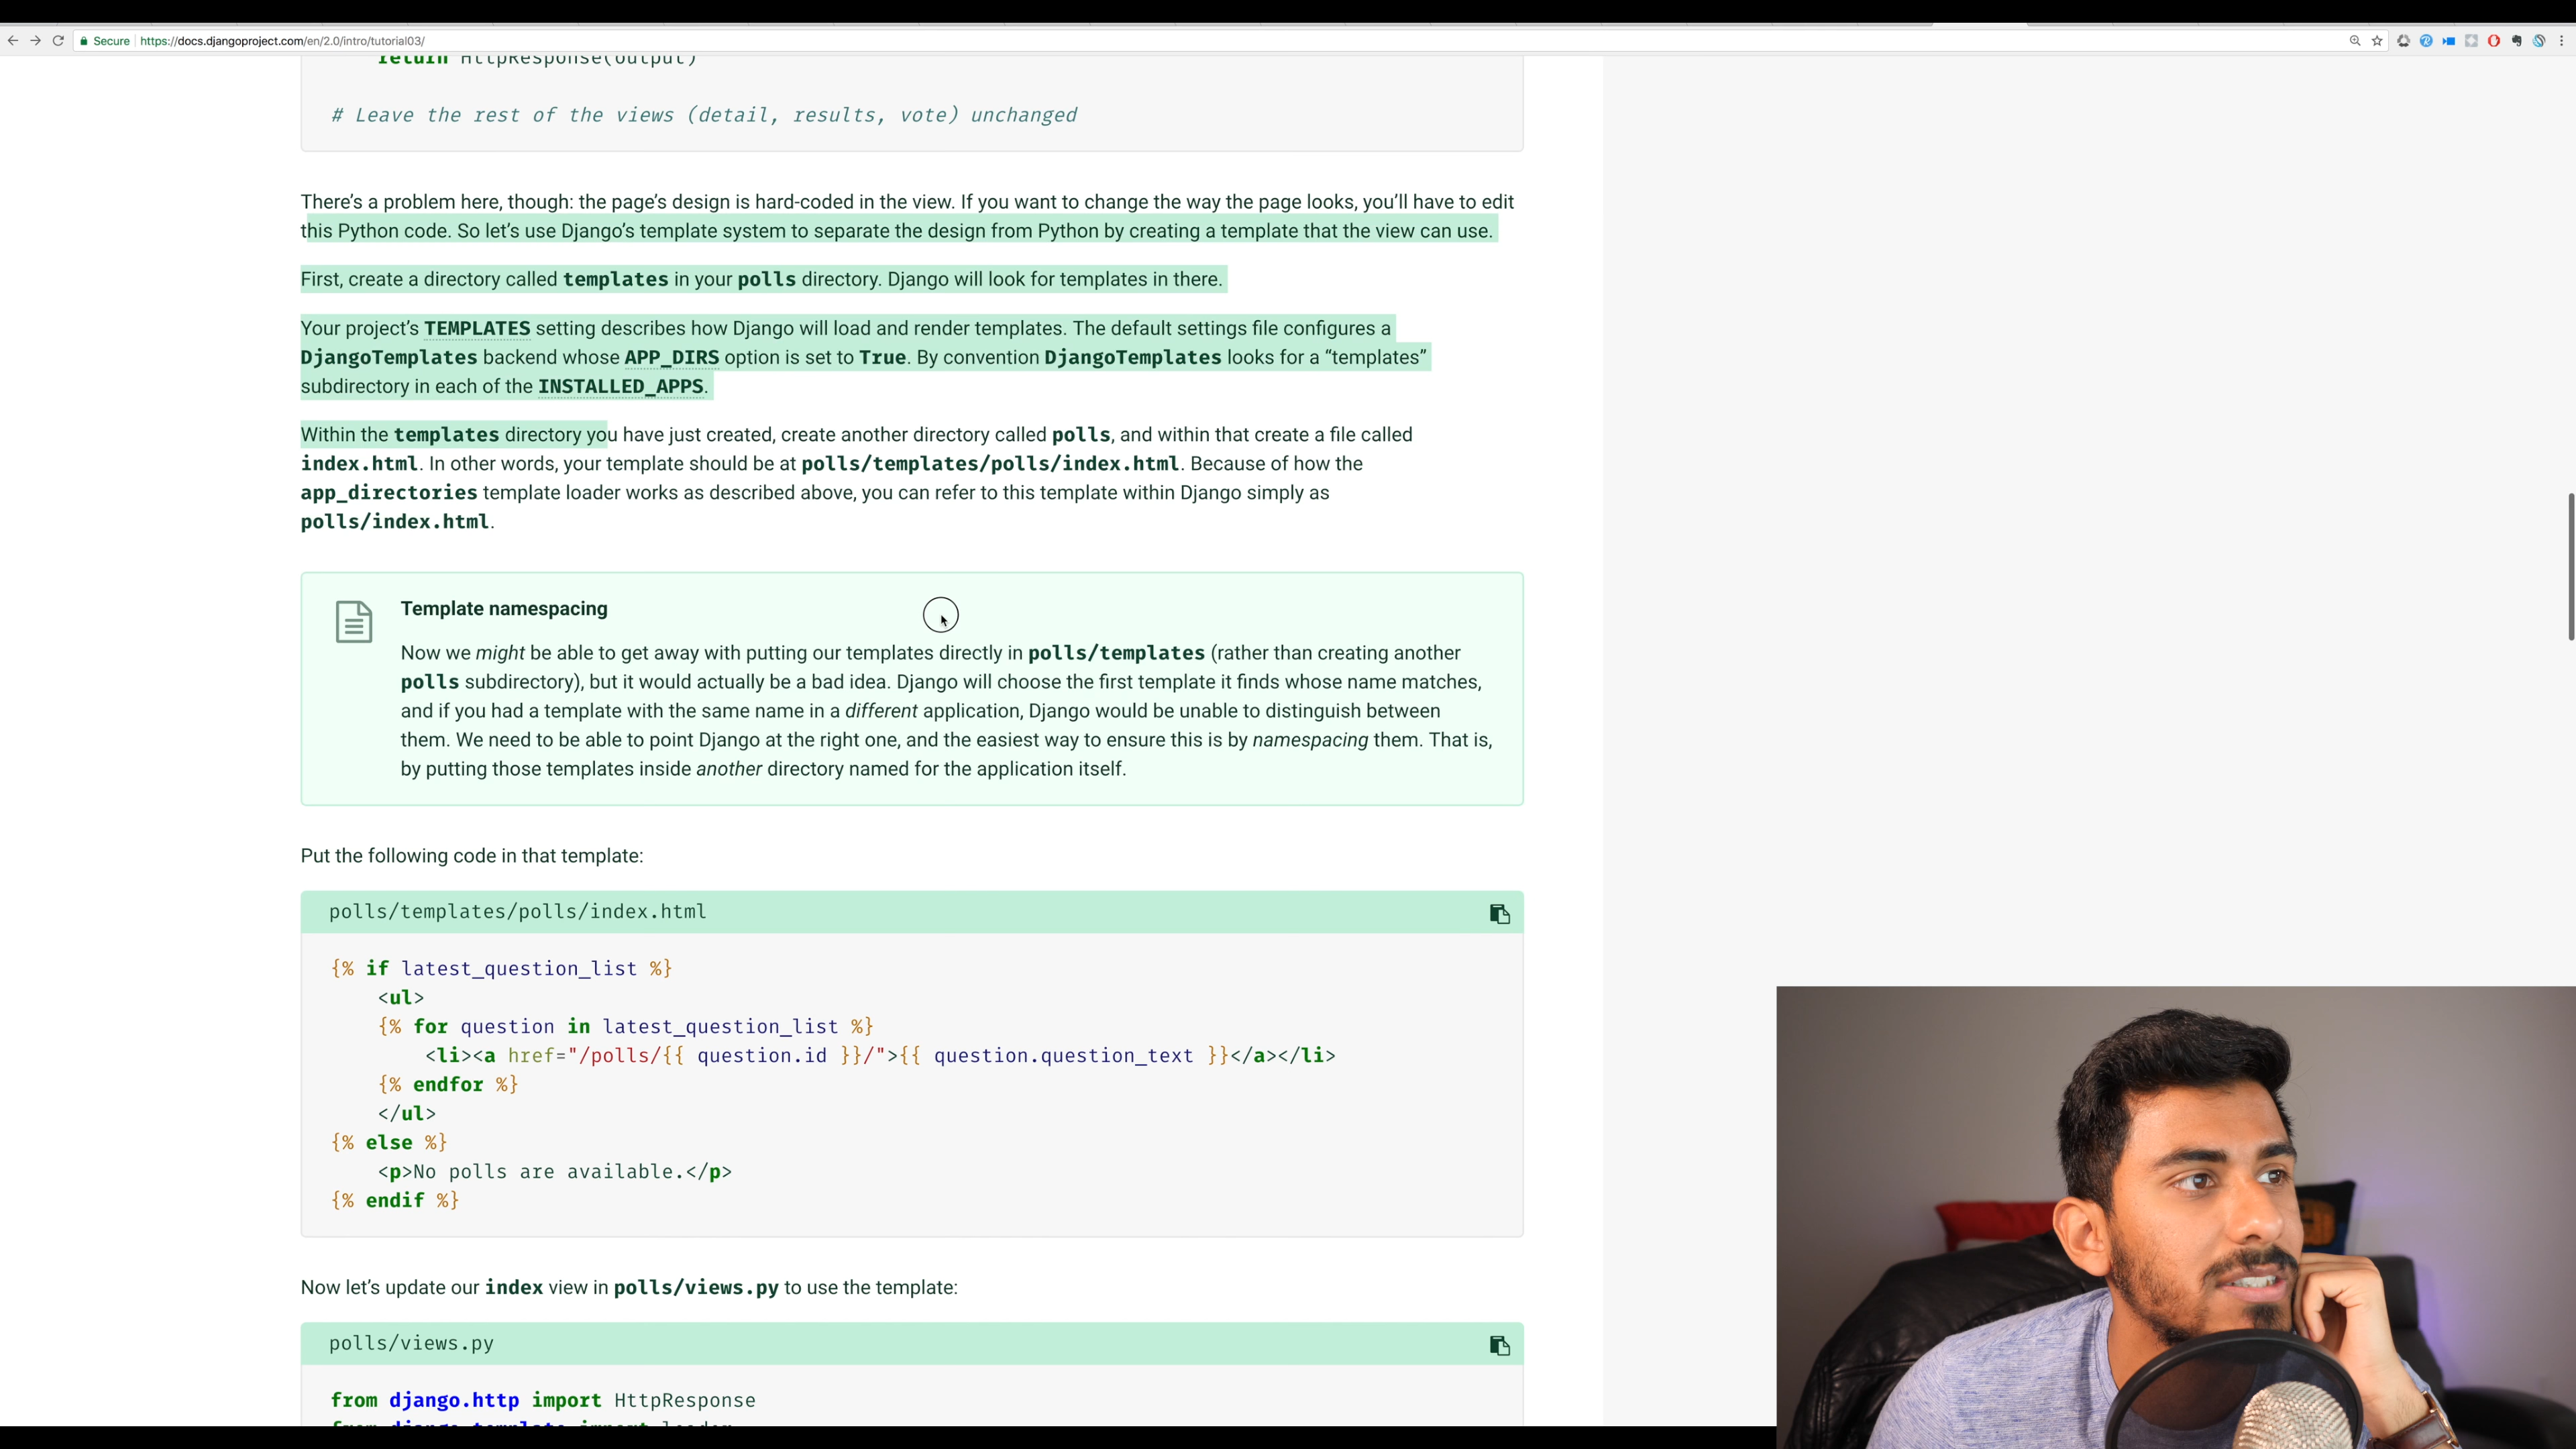 Secure https://docs.djangoproject.com/en/2.0/intro/tutorial03/
return HttpResponse(output)
# Leave the rest of the views (detail, results, vote) unchanged
There’s a problem here, though: the page’s design is hard-coded in the view. If you want to change the way the page looks, you’ll have to edit
this Python code. So let’s use Django’s template system to separate the design from Python by creating a template that the view can use.
First, create a directory called templates in your polls directory. Django will look for templates in there.
Your project’s TEMPLATES setting describes how Django will load and render templates. The default settings file configures a
DjangoTemplates backend whose APP_DIRS option is set to True. By convention DjangoTemplates looks for a “templates”
subdirectory in each of the INSTALLED_APPS.
Within the templates directory you have just created, create another directory called polls, and within that create a file called
index.html. In other words, your template should be at polls/templates/polls/index.html. Because of how the
app_directories template loader works as described above, you can refer to this template within Django simply as
polls/index.html.
Template namespacing
Now we might be able to get away with putting our templates directly in polls/templates (rather than creating another
polls subdirectory), but it would actually be a bad idea. Django will choose the first template it finds whose name matches,
and if you had a template with the same name in a different application, Django would be unable to distinguish between
them. We need to be able to point Django at the right one, and the easiest way to ensure this is by namespacing them. That is,
by putting those templates inside another directory named for the application itself.
Put the following code in that template:
polls/templates/polls/index.html
{% if latest_question_list %}
<ul>
{% for question in latest_question_list %}
<li><a href="/polls/{{ question.id }}/">{{ question.question_text }}</a></li>
{% endfor %}
</ul>
{% else %}
<p>No polls are available.</p>
{% endif %}
Now let’s update our index view in polls/views.py to use the template:
polls/views.py
from django.http import HttpResponse
from django.template import loader